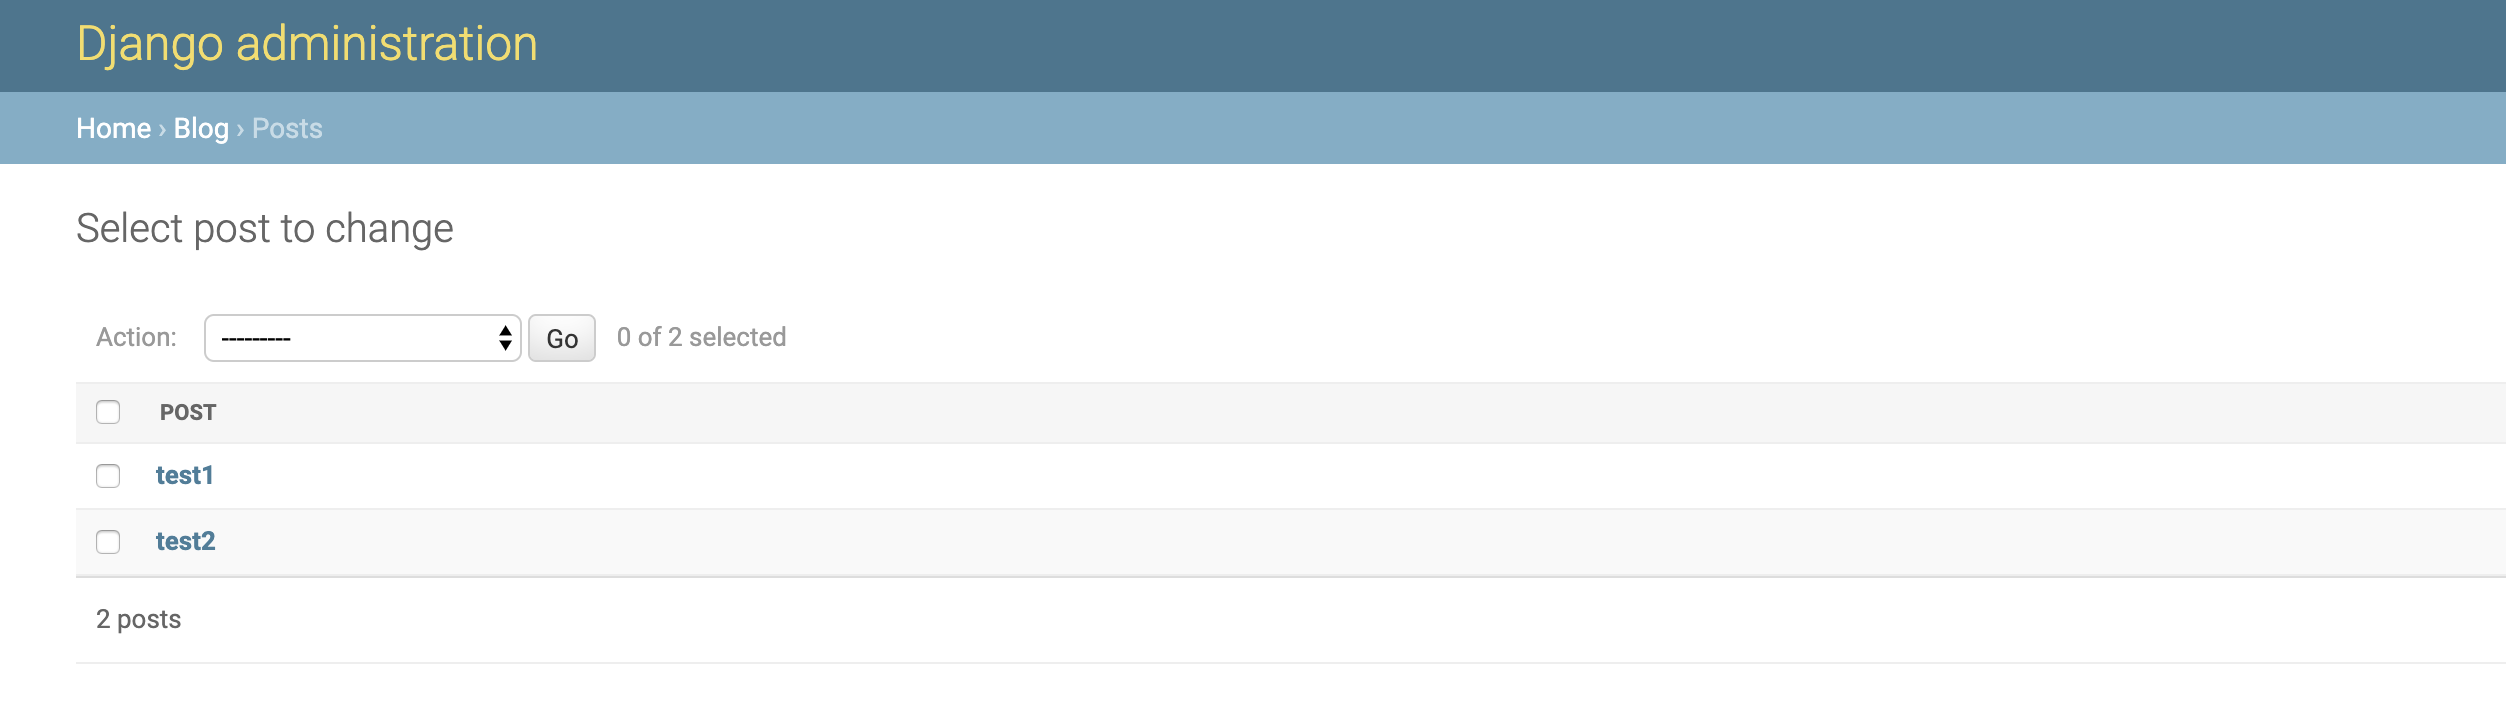 Django administration
Home › Blog › Posts
Select post to change
Action: --------- Go 0 of 2 selected
POST
test1
test2
2 posts